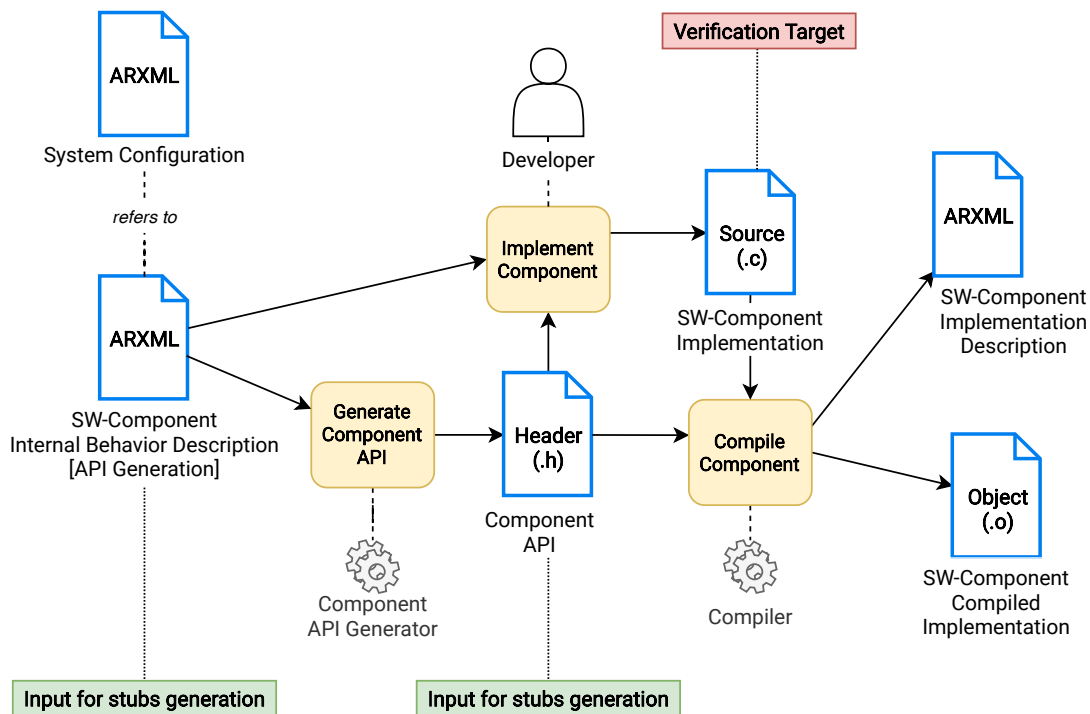 Verification Target
ARXML
System Configuration
refers to
Developer
ARXML
SW-Component
Internal Behavior Description
[API Generation]
Implement
Component
Source
(.c)
SW-Component
Implementation
ARXML
SW-Component
Implementation
Description
Generate
Component
API
Header
(.h)
Component
API
Compile
Component
Object
(.o)
SW-Component
Compiled
Implementation
Component
API Generator
Compiler
Input for stubs generation
Input for stubs generation